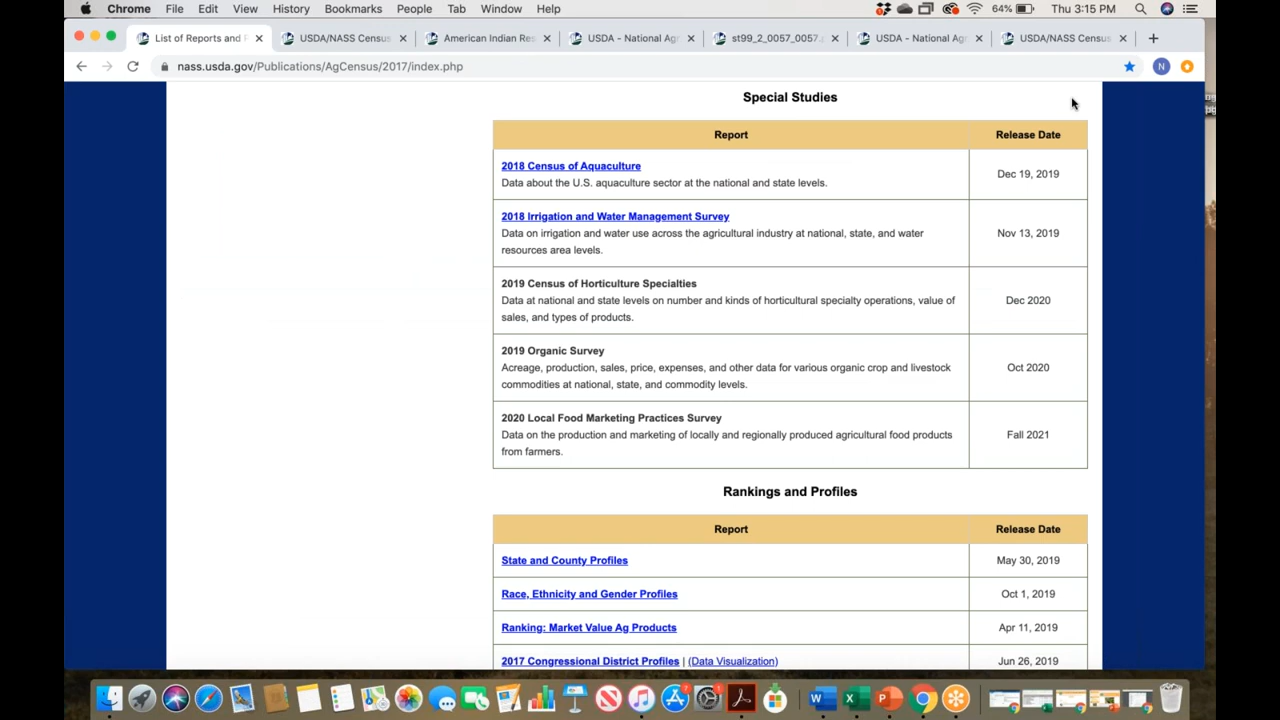 Chrome File Edit View History Bookmarks People Tab Window Help 64% Thu 3:15 PM
List of Reports and P USDA/NASS Census American Indian Res USDA - National Agr st99_2_0057_0057. USDA - National Agr USDA/NASS Census
nass.usda.gov/Publications/AgCensus/2017/index.php N
Special Studies
Report Release Date
2018 Census of Aquaculture
Data about the U.S. aquaculture sector at the national and state levels. Dec 19, 2019
2018 Irrigation and Water Management Survey
Data on irrigation and water use across the agricultural industry at national, state, and water Nov 13, 2019
resources area levels.
2019 Census of Horticulture Specialties
Data at national and state levels on number and kinds of horticultural specialty operations, value of Dec 2020
sales, and types of products.
2019 Organic Survey
Acreage, production, sales, price, expenses, and other data for various organic crop and livestock Oct 2020
commodities at national, state, and commodity levels.
2020 Local Food Marketing Practices Survey
Data on the production and marketing of locally and regionally produced agricultural food products Fall 2021
from farmers.
Rankings and Profiles
Report Release Date
State and County Profiles May 30, 2019
Race, Ethnicity and Gender Profiles Oct 1, 2019
Ranking: Market Value Ag Products Apr 11, 2019
2017 Congressional District Profiles | (Data Visualization) Jun 26, 2019